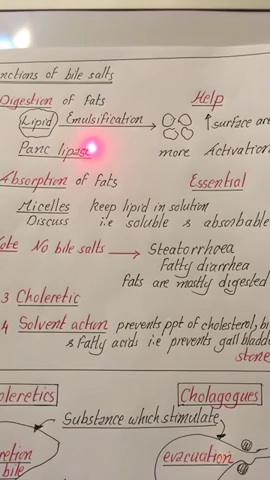 nctions of bile salts
Digestion of Fats Help
Lipid Emulsification ↑surface are
Panc lipase more Activation
Absorption of fats Essential
Micelles keep lipid in solution
Discuss i.e soluble & absorbable
Note No bile salts → Steatorrhoea
Fatty diarrhea
fats are mostly digested
3 Choleretic
4 Solvent action prevents ppt of cholesterol, bi
& fatty acids i.e prevents gall bladde
stone
oleretics Cholagogues
Substance which stimulate
retion evacuation
bile